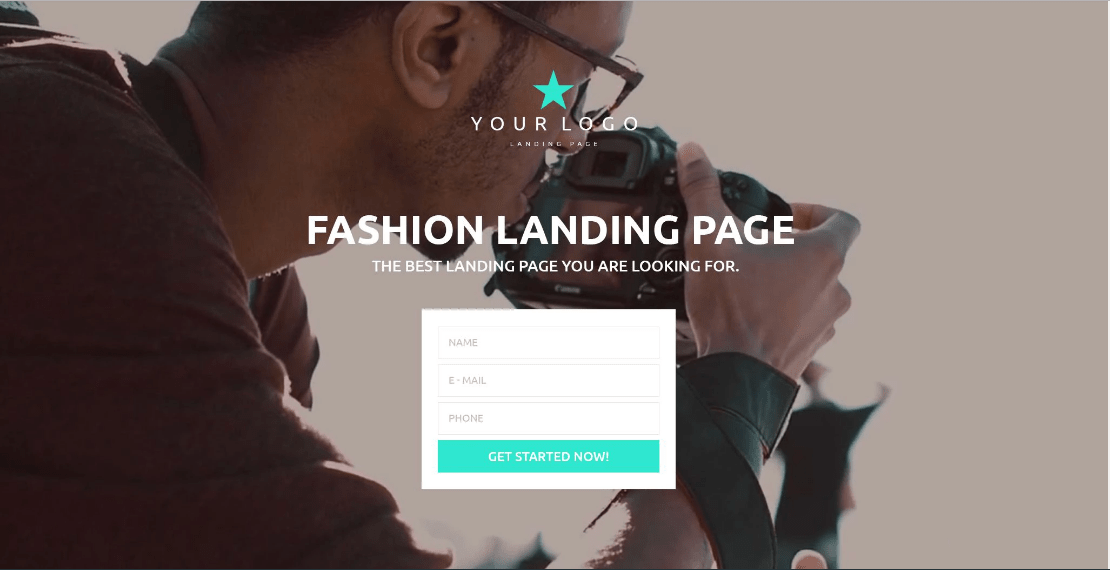 YOUR LOGO
LANDING PAGE
FASHION LANDING PAGE
THE BEST LANDING PAGE YOU ARE LOOKING FOR.
NAME
E - MAIL
PHONE
GET STARTED NOW!
Canon